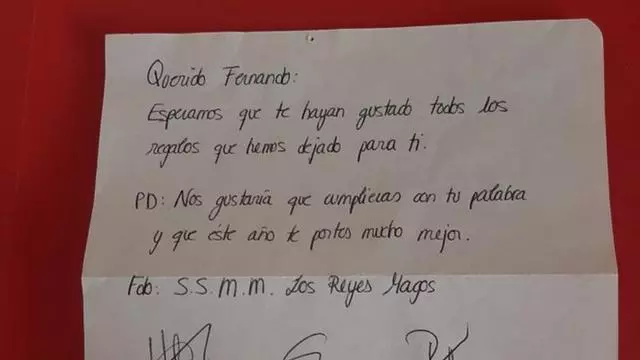 Querido Fernando:
Esperamos que te hayan gustado todos los
regalos que hemos dejado para ti.
PD: Nos gustaría que cumplieras con tu palabra
y que éste año te portes mucho mejor.
Fdo: S.S.M.M. Los Reyes Magos